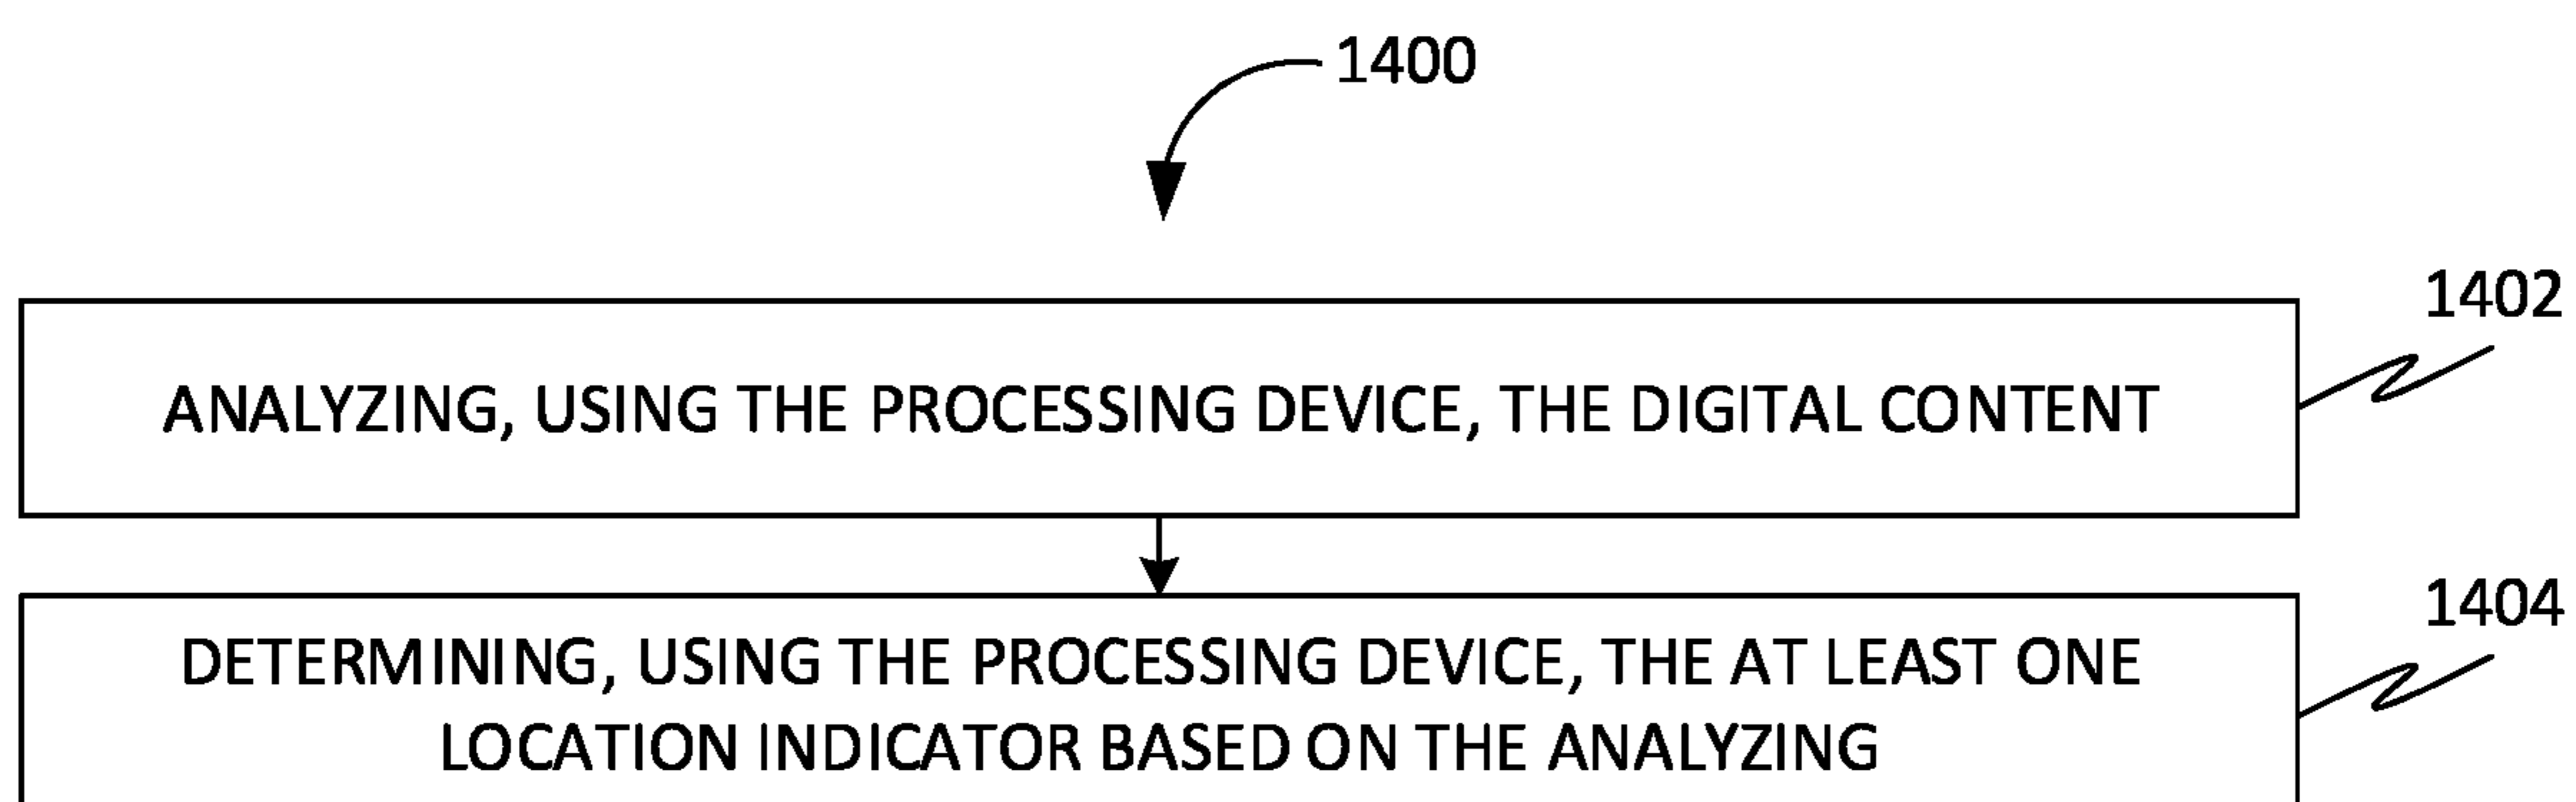 1400
1402
ANALYZING, USING THE PROCESSING DEVICE, THE DIGITAL CONTENT
1404
DETERMINING, USING THE PROCESSING DEVICE, THE AT LEAST ONE
LOCATION INDICATOR BASED ON THE ANALYZING